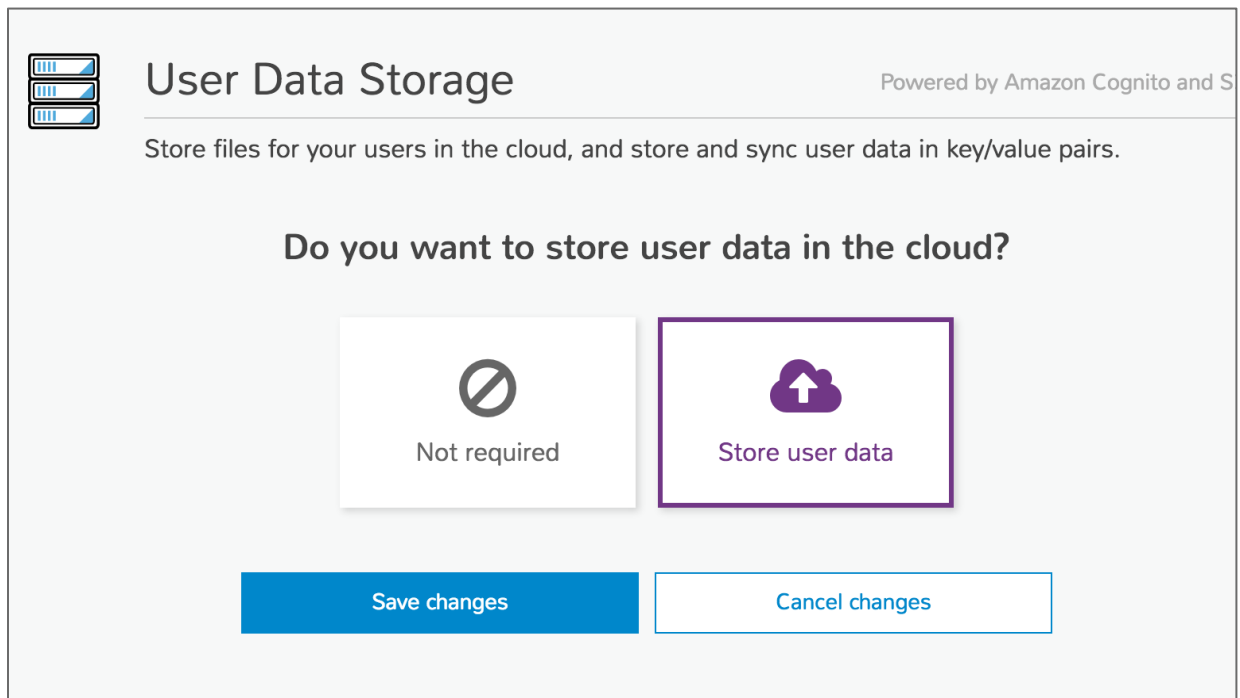 User Data Storage
Powered by Amazon Cognito and S
Store files for your users in the cloud, and store and sync user data in key/value pairs.
Do you want to store user data in the cloud?
Not required
Store user data
Save changes
Cancel changes